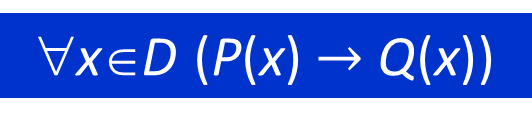 ∀x∈D (P(x) → Q(x))